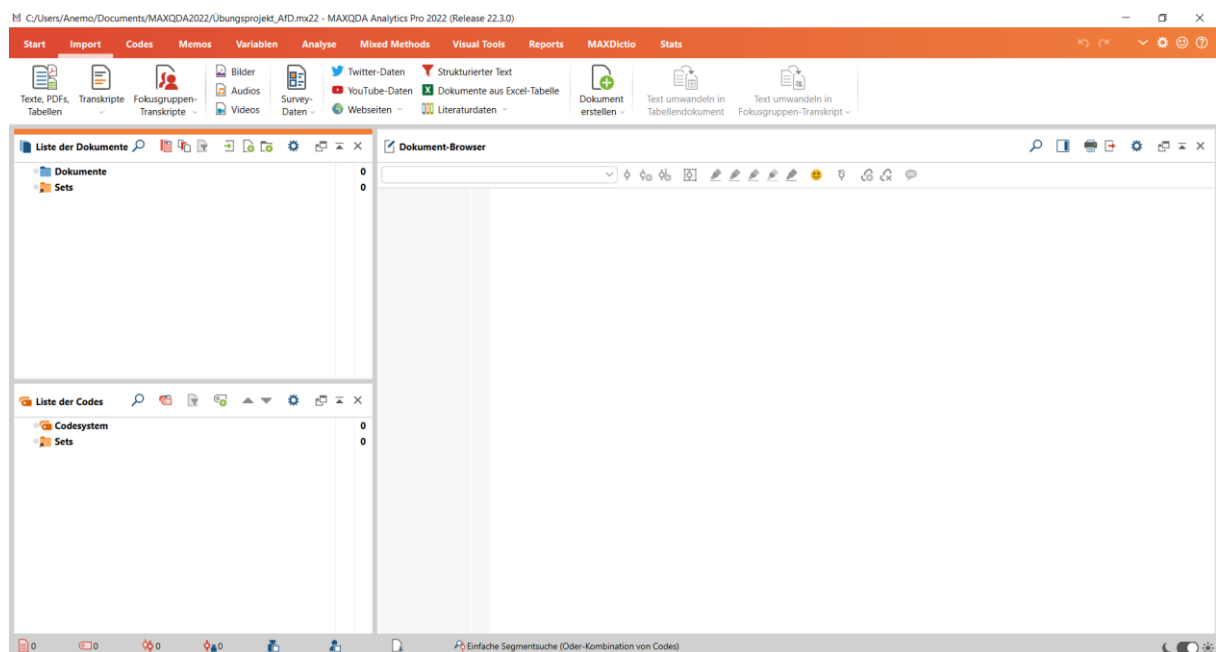 C:/Users/Anemo/Documents/MAXQDA2022/Übungsprojekt_AfD.mx22 - MAXQDA Analytics Pro 2022 (Release 22.3.0)
Start Import Codes Memos Variablen Analyse Mixed Methods Visual Tools Reports MAXDictio Stats
Texte, PDFs, Tabellen
Transkripte
Fokusgruppen-Transkripte
Bilder
Audios
Videos
Survey-Daten
Twitter-Daten
YouTube-Daten
Webseiten
Strukturierter Text
Dokumente aus Excel-Tabelle
Literaturdaten
Dokument erstellen
Text umwandeln in Tabellendokument
Text umwandeln in Fokusgruppen-Transkript
Liste der Dokumente
Dokumente 0
Sets 0
Liste der Codes
Codesystem 0
Sets 0
Dokument-Browser
0 0 0 0 Einfache Segmentsuche (Oder-Kombination von Codes)